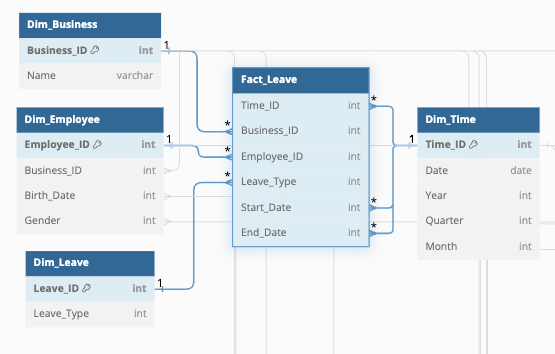 Dim_Business
Business_ID int
Name varchar
1
Dim_Employee
Employee_ID int
Business_ID int
Birth_Date int
Gender int
1
Dim_Leave
Leave_ID int
Leave_Type int
1
Fact_Leave
Time_ID int
Business_ID int
Employee_ID int
Leave_Type int
Start_Date int
End_Date int
*
*
*
*
*
*
1
Dim_Time
Time_ID int
Date date
Year int
Quarter int
Month int